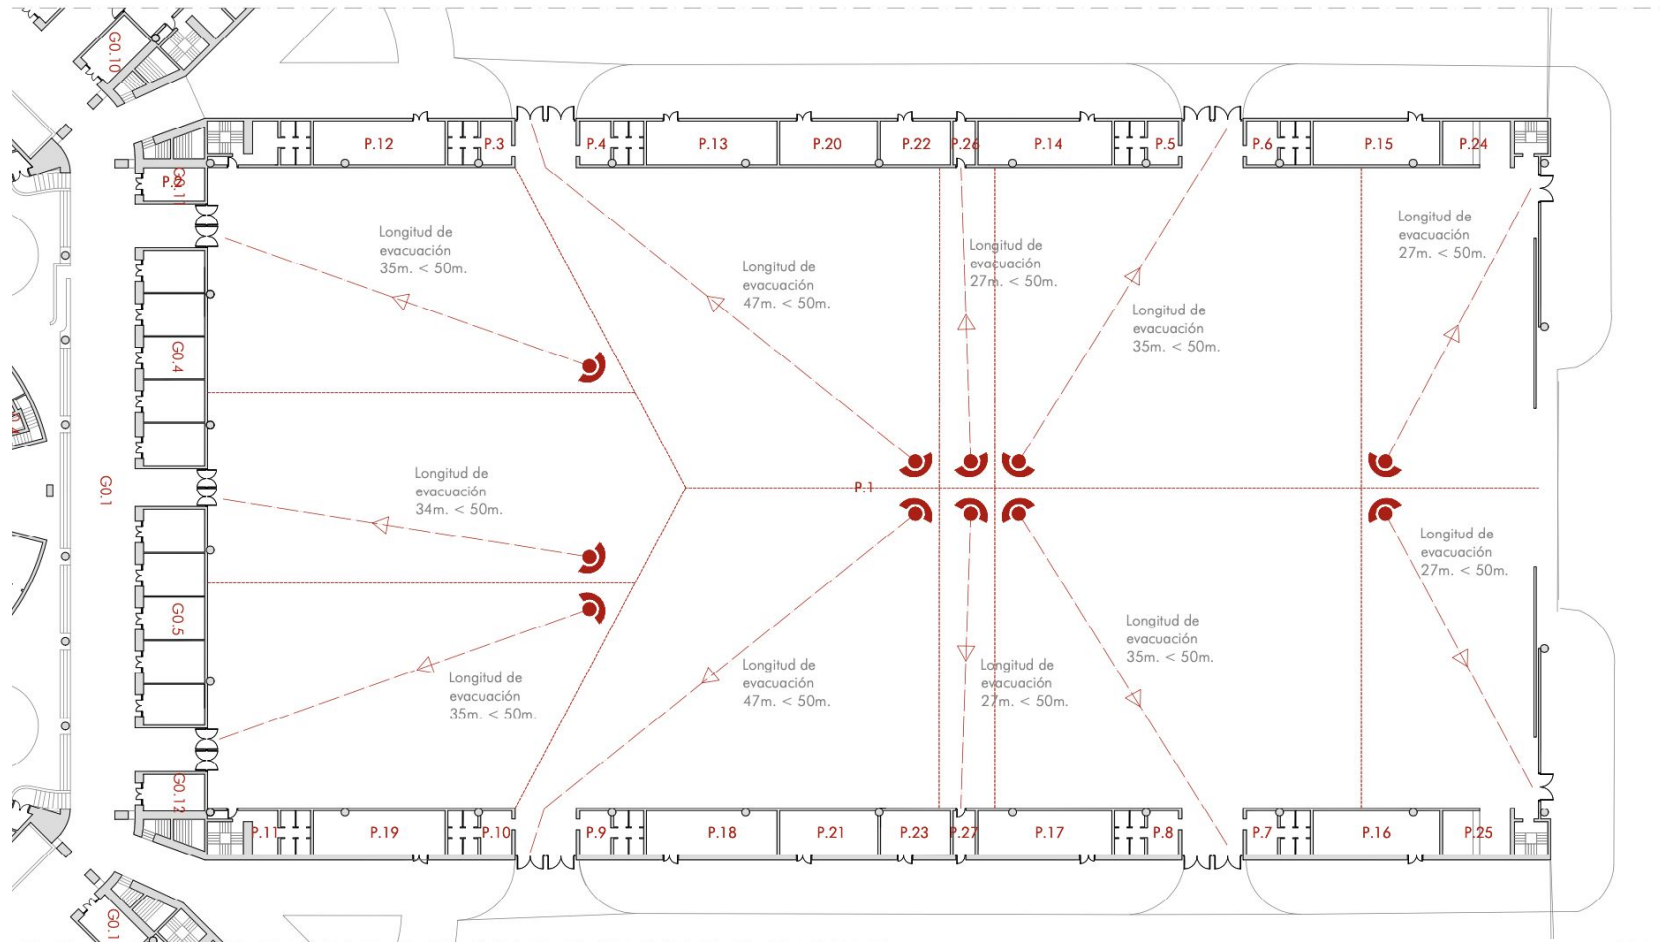 G0.10
P.12
P.3
P.4
P.13
P.20
P.22
P.26
P.14
P.5
P.6
P.15
P.24
P.2
G0.11
Longitud de
evacuación
35m. < 50m.
Longitud de
evacuación
47m. < 50m.
Longitud de
evacuación
27m. < 50m.
Longitud de
evacuación
35m. < 50m.
Longitud de
evacuación
27m. < 50m.
G0.4
G0.1
P.1
Longitud de
evacuación
34m. < 50m.
G0.5
Longitud de
evacuación
35m. < 50m.
Longitud de
evacuación
47m. < 50m.
Longitud de
evacuación
27m. < 50m.
Longitud de
evacuación
35m. < 50m.
Longitud de
evacuación
27m. < 50m.
G0.12
P.11
P.19
P.10
P.9
P.18
P.21
P.23
P.27
P.17
P.8
P.7
P.16
P.25